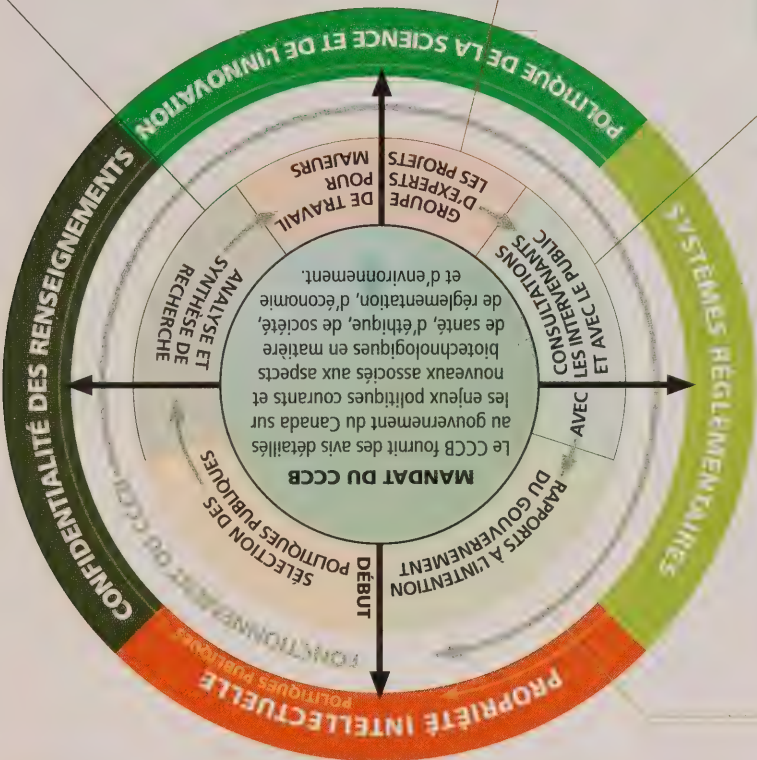 PROPRIÉTÉ INTELLECTUELLE
POLITIQUES PUBLIQUES
FONCTIONNEMENT DU CCCB
CONFIDENTIALITÉ DES RENSEIGNEMENTS
POLITIQUE DE LA SCIENCE ET DE L'INNOVATION
SYSTÈMES RÉGLEMENTAIRES
DÉBUT
SÉLECTION DES
POLITIQUES PUBLIQUES
ANALYSE ET
SYNTHÈSE DE
RECHERCHE
GROUPE DE TRAVAIL
D'EXPERTS POUR
LES PROJETS MAJEURS
CONSULTATIONS
AVEC LES INTERVENANTS
ET AVEC LE PUBLIC
RAPPORTS À L'INTENTION
DU GOUVERNEMENT
MANDAT DU CCCB
Le CCCB fournit des avis détaillés
au gouvernement du Canada sur
les enjeux politiques courants et
nouveaux associés aux aspects
biotechnologiques en matière
de santé, d'éthique, de société,
de réglementation, d'économie
et d'environnement.